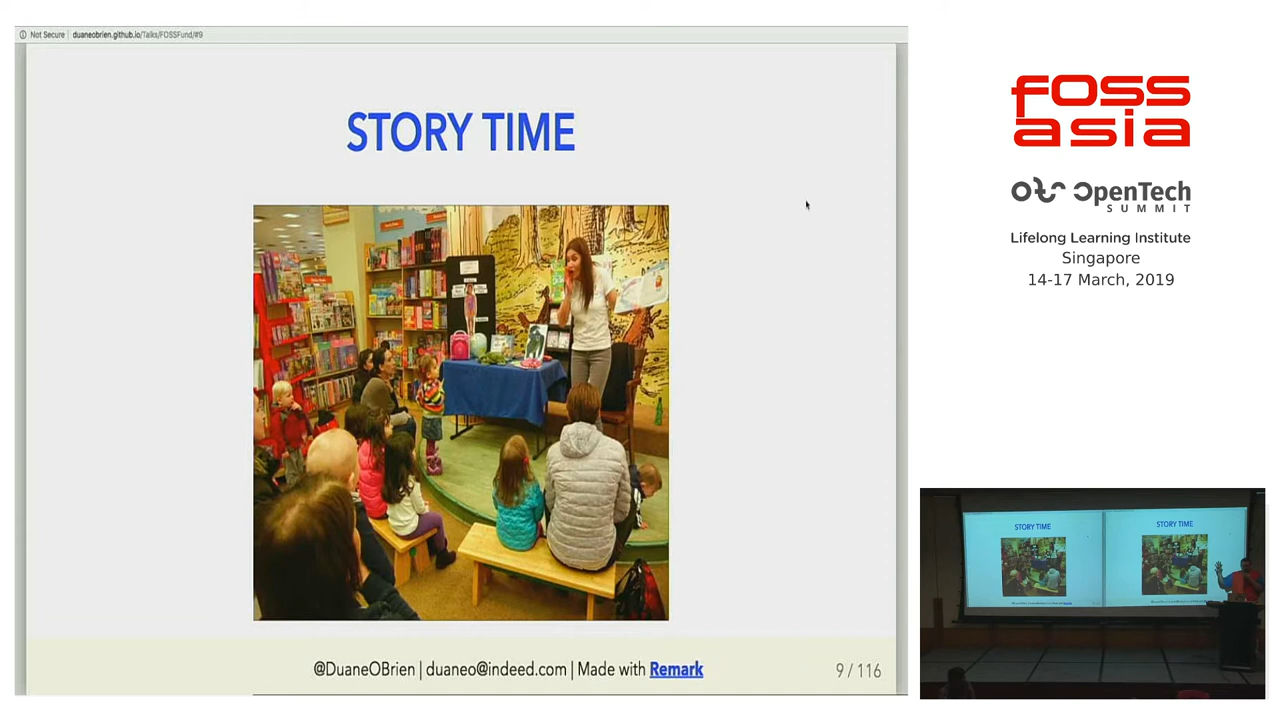 Not Secure | duaneobrien.github.io/Talks/FOSSFund/#9
STORY TIME
@DuaneOBrien | duaneo@indeed.com | Made with Remark
9 / 116
FOSS
asia
OpenTech
SUMMIT
Lifelong Learning Institute
Singapore
14-17 March, 2019
STORY TIME
STORY TIME